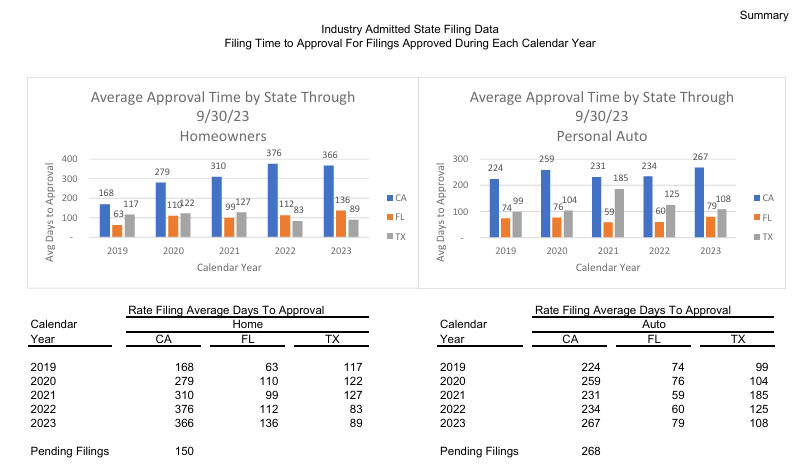 Summary
Industry Admitted State Filing Data
Filing Time to Approval For Filings Approved During Each Calendar Year
Average Approval Time by State Through
9/30/23
Homeowners
Avg Days to Approval
400
300
200
100
-
168 63 117
279 110 122
310 99 127
376 112 83
366 136 89
2019 2020 2021 2022 2023
Calendar Year
CA
FL
TX
Average Approval Time by State Through
9/30/23
Personal Auto
Avg Days to Approval
300
200
100
-
224 74 99
259 76 104
231 59 185
234 60 125
267 79 108
2019 2020 2021 2022 2023
Calendar Year
CA
FL
TX
Rate Filing Average Days To Approval
Calendar Home
Year CA FL TX
2019 168 63 117
2020 279 110 122
2021 310 99 127
2022 376 112 83
2023 366 136 89
Pending Filings 150
Rate Filing Average Days To Approval
Calendar Auto
Year CA FL TX
2019 224 74 99
2020 259 76 104
2021 231 59 185
2022 234 60 125
2023 267 79 108
Pending Filings 268